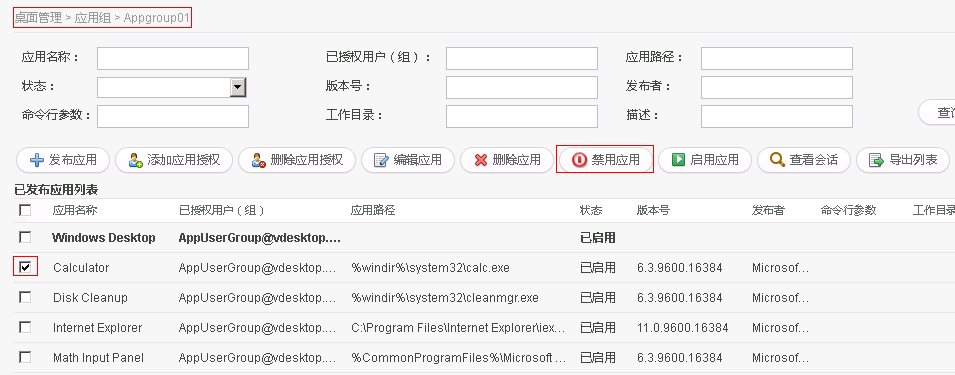 桌面管理 > 应用组 > Appgroup01
应用名称： 已授权用户（组）： 应用路径：
状态： 版本号： 发布者：
命令行参数： 工作目录： 描述：
发布应用 添加应用授权 删除应用授权 编辑应用 删除应用 禁用应用 启用应用 查看会话 导出列表
已发布应用列表
应用名称 已授权用户（组） 应用路径 状态 版本号 发布者 命令行参数 工作目录
Windows Desktop AppUserGroup@vdesktop.... 已启用
Calculator AppUserGroup@vdesktop.... %windir%\system32\calc.exe 已启用 6.3.9600.16384 Microsof...
Disk Cleanup AppUserGroup@vdesktop.... %windir%\system32\cleanmgr.exe 已启用 6.3.9600.16384 Microsof...
Internet Explorer AppUserGroup@vdesktop.... C:\Program Files\Internet Explorer\iex... 已启用 11.0.9600.16384 Microsof...
Math Input Panel AppUserGroup@vdesktop.... %CommonProgramFiles%\Microsoft ... 已启用 6.3.9600.16384 Microsof...